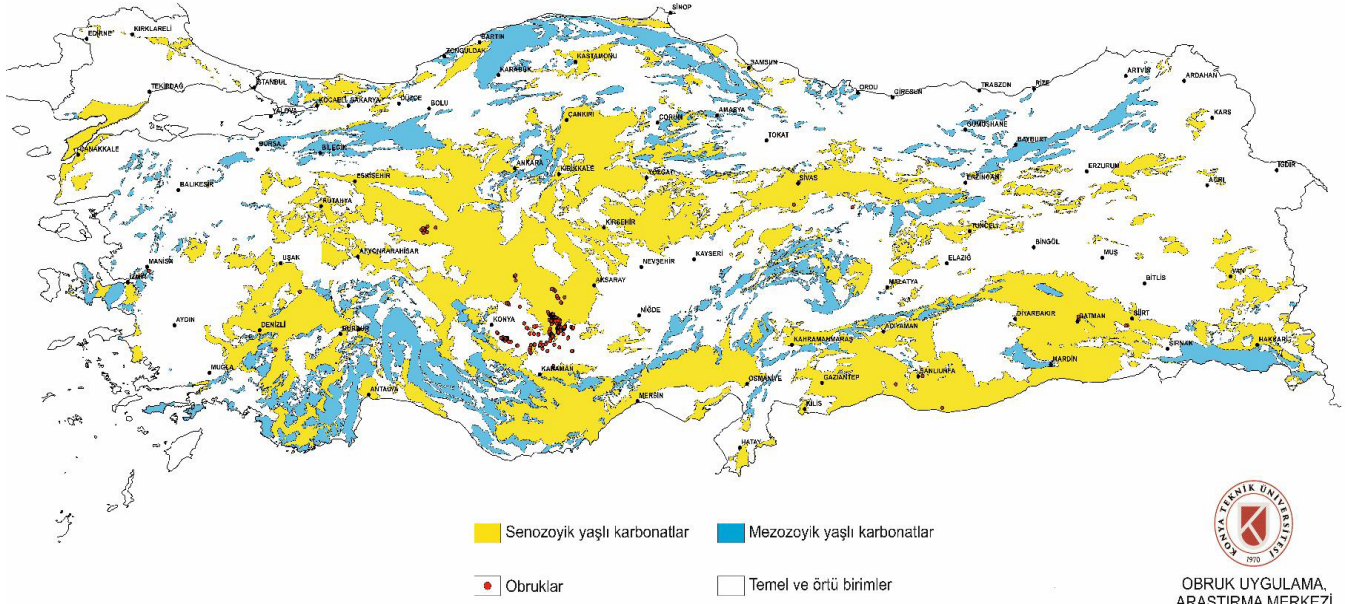 SİNOP
EDİRNE
KIRKLARELİ
BARTIN
ZONGULDAK
KASTAMONU
KARABÜK
SAMSUN
ARTVİN
ARDAHAN
TEKİRDAĞ
İSTANBUL
KOCAELİ
SAKARYA
DÜZCE
BOLU
ORDU
GİRESUN
TRABZON
RİZE
KARS
YALOVA
ÇANKIRI
ÇORUM
AMASYA
TOKAT
GÜMÜŞHANE
BAYBURT
ÇANAKKALE
BURSA
BİLECİK
ANKARA
KIRIKKALE
YOZGAT
SİVAS
ERZİNCAN
ERZURUM
AĞRI
IĞDIR
BALIKESİR
ESKİŞEHİR
KÜTAHYA
KIRŞEHİR
TUNCELİ
BİNGÖL
MUŞ
AFYONKARAHİSAR
UŞAK
MANİSA
İZMİR
NEVŞEHİR
KAYSERİ
ELAZIĞ
BİTLİS
VAN
AKSARAY
MALATYA
AYDIN
DENİZLİ
BURDUR
KONYA
NİĞDE
DİYARBAKIR
BATMAN
SİİRT
ADIYAMAN
KAHRAMANMARAŞ
ŞIRNAK
HAKKARİ
MUĞLA
ANTALYA
KARAMAN
MERSİN
OSMANİYE
GAZİANTEP
ŞANLIURFA
MARDİN
KİLİS
HATAY
Senozoyik yaşlı karbonatlar
Mezozoyik yaşlı karbonatlar
Obruklar
Temel ve örtü birimler
KONYA TEKNİK ÜNİVERSİTESİ
1970
OBRUK UYGULAMA,
ARAŞTIRMA MERKEZİ